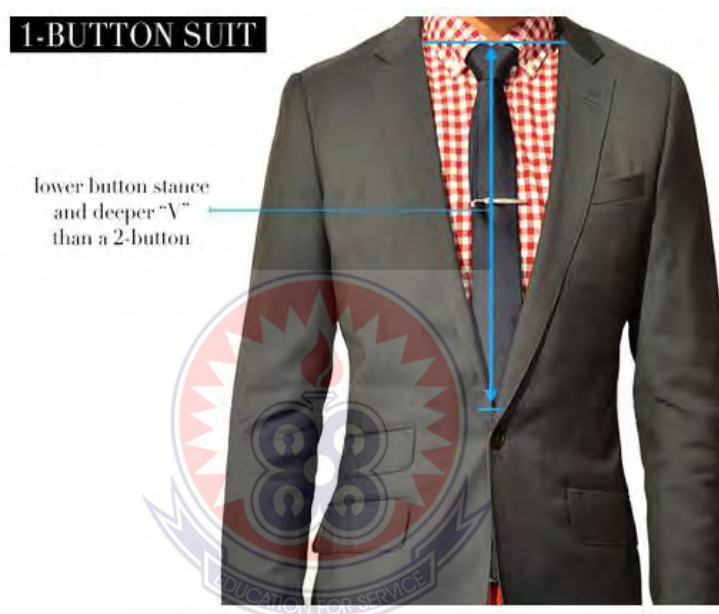 1-BUTTON SUIT
lower button stance
and deeper "V"
than a 2-button
EDUCATION FOR SERVICE